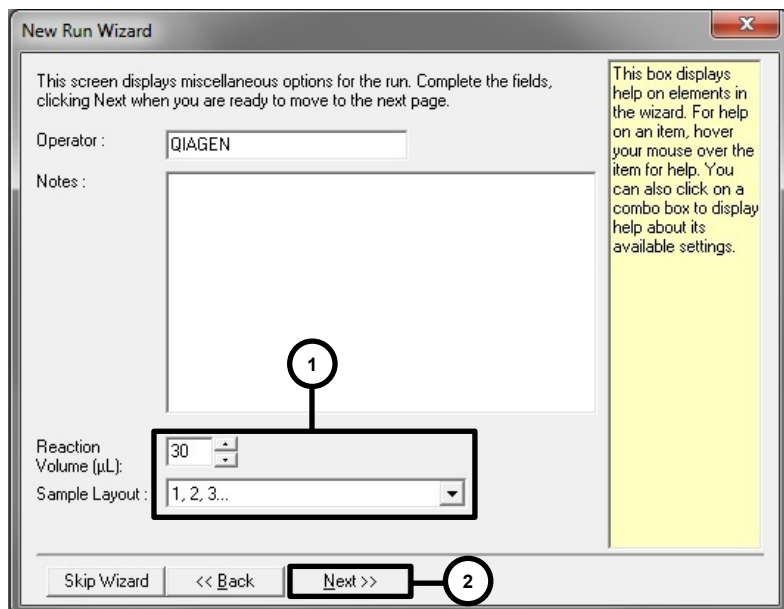 New Run Wizard
This screen displays miscellaneous options for the run. Complete the fields,
clicking Next when you are ready to move to the next page.
This box displays
help on elements in
the wizard. For help
on an item, hover
your mouse over the
item for help. You
can also click on a
combo box to display
help about its
available settings.
Operator :
QIAGEN
Notes :
1
Reaction
Volume (µL):
30
Sample Layout :
1, 2, 3...
Skip Wizard
<< Back
Next >>
2